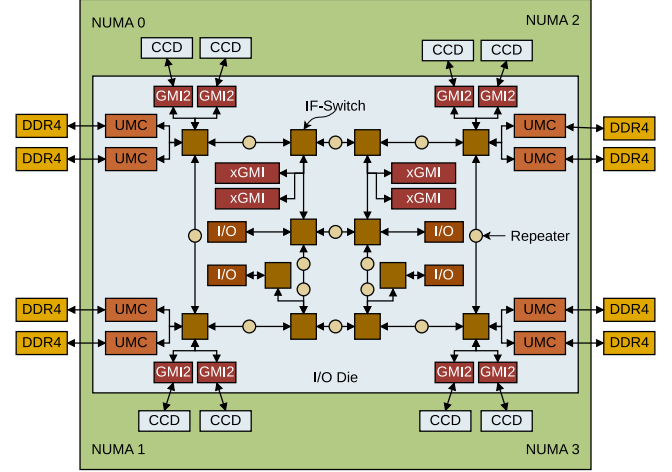 NUMA 0
NUMA 2
CCD CCD CCD CCD
GMI2 GMI2 GMI2 GMI2
IF-Switch
DDR4 UMC UMC DDR4
DDR4 UMC UMC DDR4
xGMI xGMI
xGMI xGMI
I/O I/O
Repeater
I/O I/O
DDR4 UMC UMC DDR4
DDR4 UMC UMC DDR4
GMI2 GMI2 GMI2 GMI2
I/O Die
CCD CCD CCD CCD
NUMA 1
NUMA 3